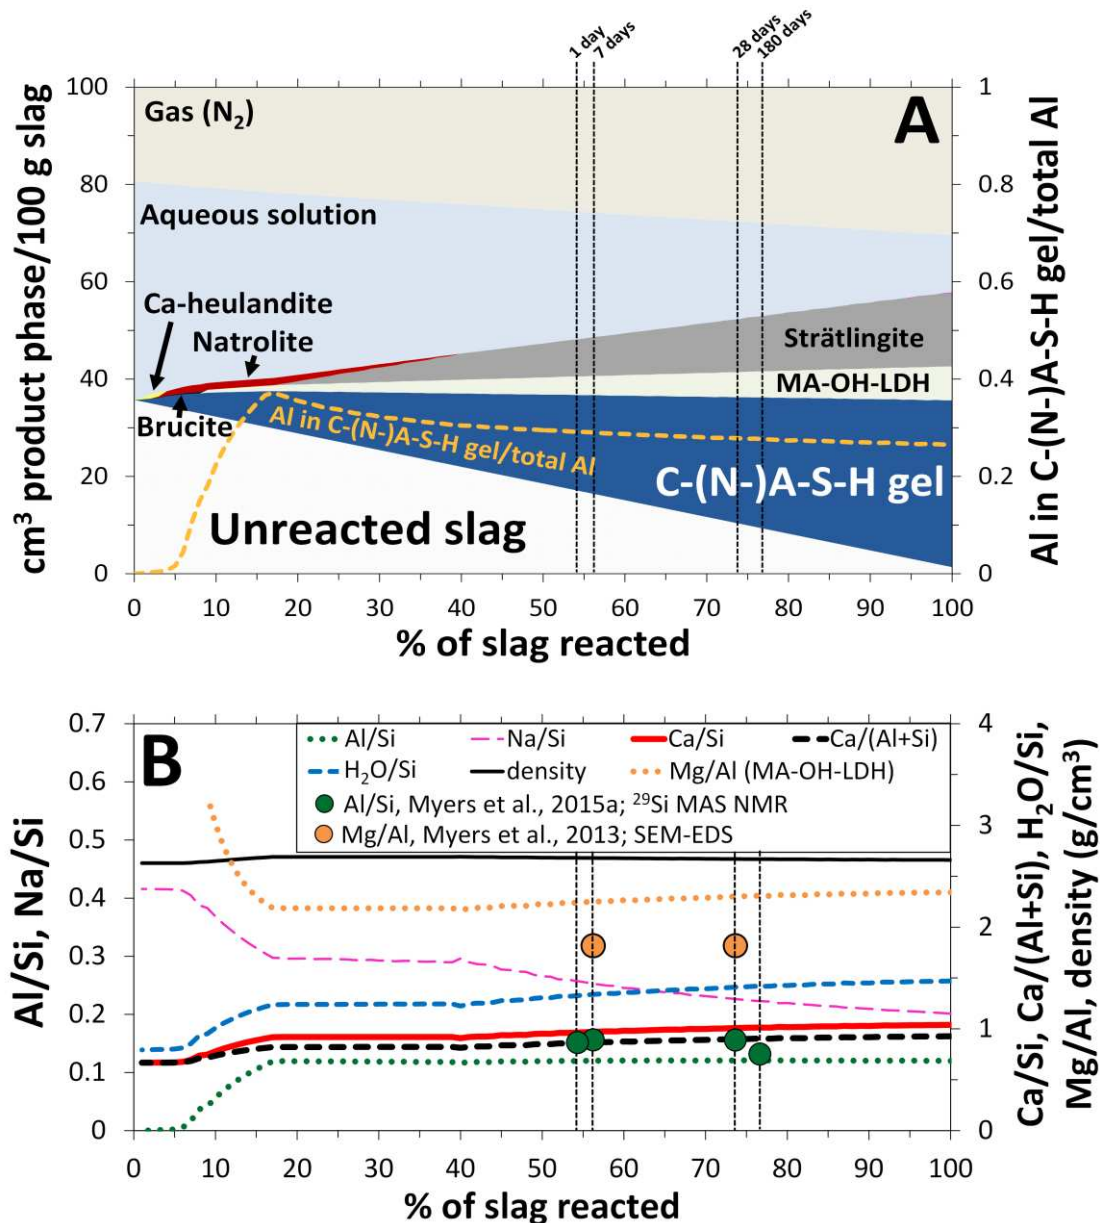 1 day
7 days
28 days
180 days
100
80
60
40
20
0
cm³ product phase/100 g slag
Gas (N₂)
A
Aqueous solution
Ca-heulandite
Natrolite
Strätlingite
MA-OH-LDH
Brucite
Al in C-(N-)A-S-H gel/total Al
C-(N-)A-S-H gel
Unreacted slag
1
0.8
0.6
0.4
0.2
0
Al in C-(N-)A-S-H gel/total Al
0 10 20 30 40 50 60 70 80 90 100
% of slag reacted
0.7
0.6
0.5
0.4
0.3
0.2
0.1
0
Al/Si, Na/Si
B
Al/Si Na/Si Ca/Si Ca/(Al+Si)
H₂O/Si density Mg/Al (MA-OH-LDH)
Al/Si, Myers et al., 2015a; ²⁹Si MAS NMR
Mg/Al, Myers et al., 2013; SEM-EDS
4
3
2
1
0
Ca/Si, Ca/(Al+Si), H₂O/Si,
Mg/Al, density (g/cm³)
0 10 20 30 40 50 60 70 80 90 100
% of slag reacted